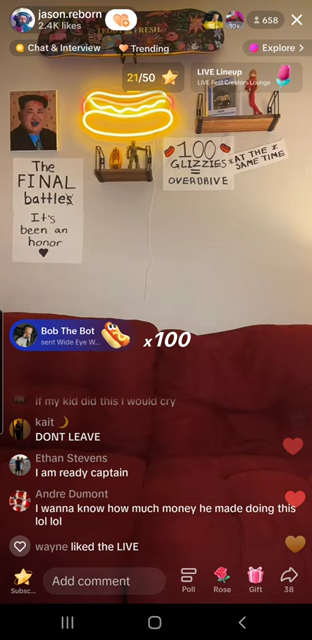 jason.reborn
2.4K likes
10+
658
Chat & Interview
Trending
Explore >
21/50
LIVE Lineup
LIVE Fest Creators Lounge
The
FINAL
battles
It's
been an
honor
100
GLIZZIES
=
OVERDRIVE
*AT THE
SAME TIME
Bob The Bot
sent Wide Eye W...
x100
If my kid did this I would cry
kait
DONT LEAVE
Ethan Stevens
I am ready captain
Andre Dumont
I wanna know how much money he made doing this
lol lol
wayne liked the LIVE
Subsc...
Add comment
Poll
Rose
Gift
38